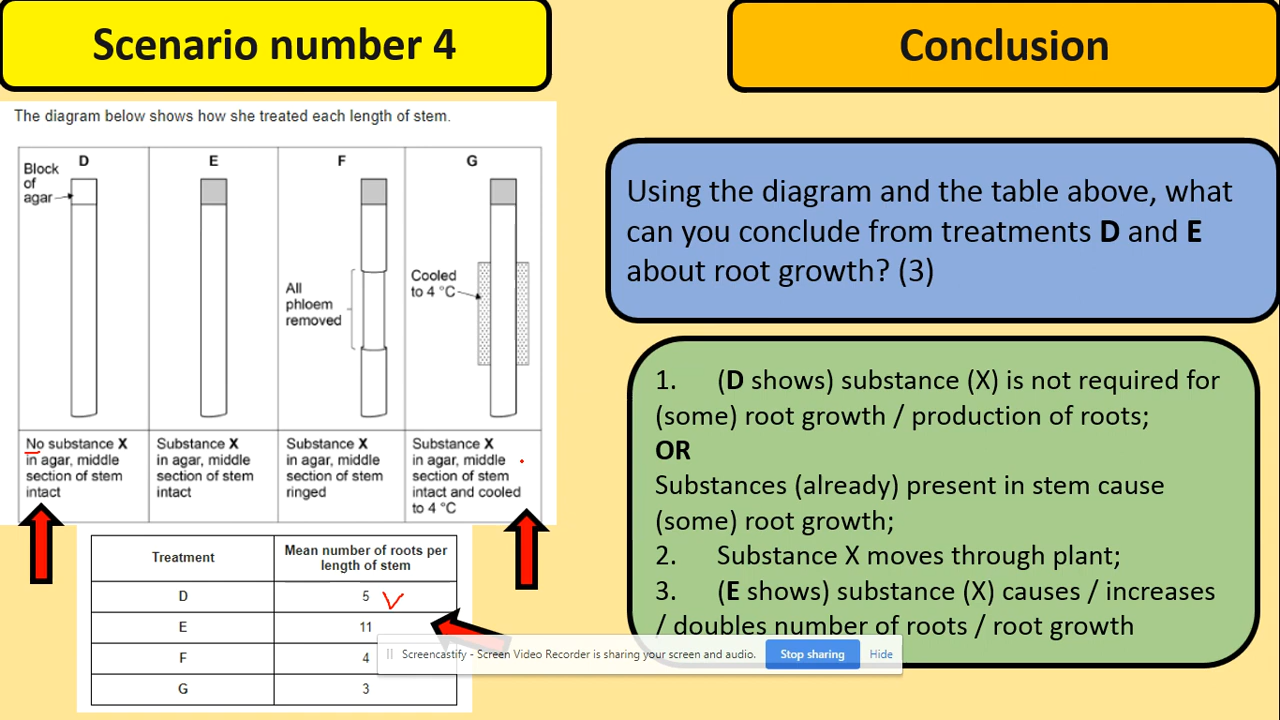 Scenario number 4
The diagram below shows how she treated each length of stem.
D
Block
of
agar
E
F
All
phloem
removed
G
Cooled
to 4 °C
No substance X
in agar, middle
section of stem
intact
Substance X
in agar, middle
section of stem
intact
Substance X
in agar, middle
section of stem
ringed
Substance X
in agar, middle
section of stem
intact and cooled
to 4 °C
Treatment
Mean number of roots per
length of stem
D 5
E 11
F 4
G 3
Conclusion
Using the diagram and the table above, what
can you conclude from treatments D and E
about root growth? (3)
1. (D shows) substance (X) is not required for
(some) root growth / production of roots;
OR
Substances (already) present in stem cause
(some) root growth;
2. Substance X moves through plant;
3. (E shows) substance (X) causes / increases
/ doubles number of roots / root growth
Screencastify - Screen Video Recorder is sharing your screen and audio. Stop sharing Hide